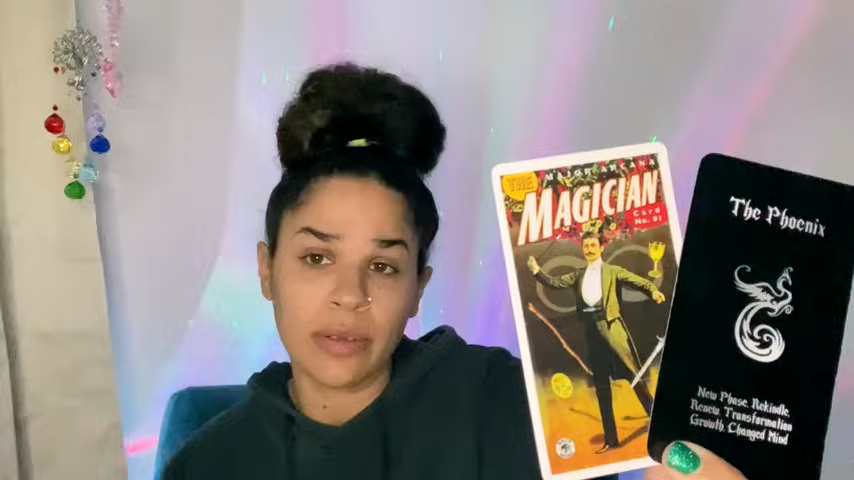 THE
MAJOR ARCANA
MAGICIAN
Card
No. 01
The Phoenix
New Phase, Rekindle,
Renew, Transformation
Growth, Changed Mind